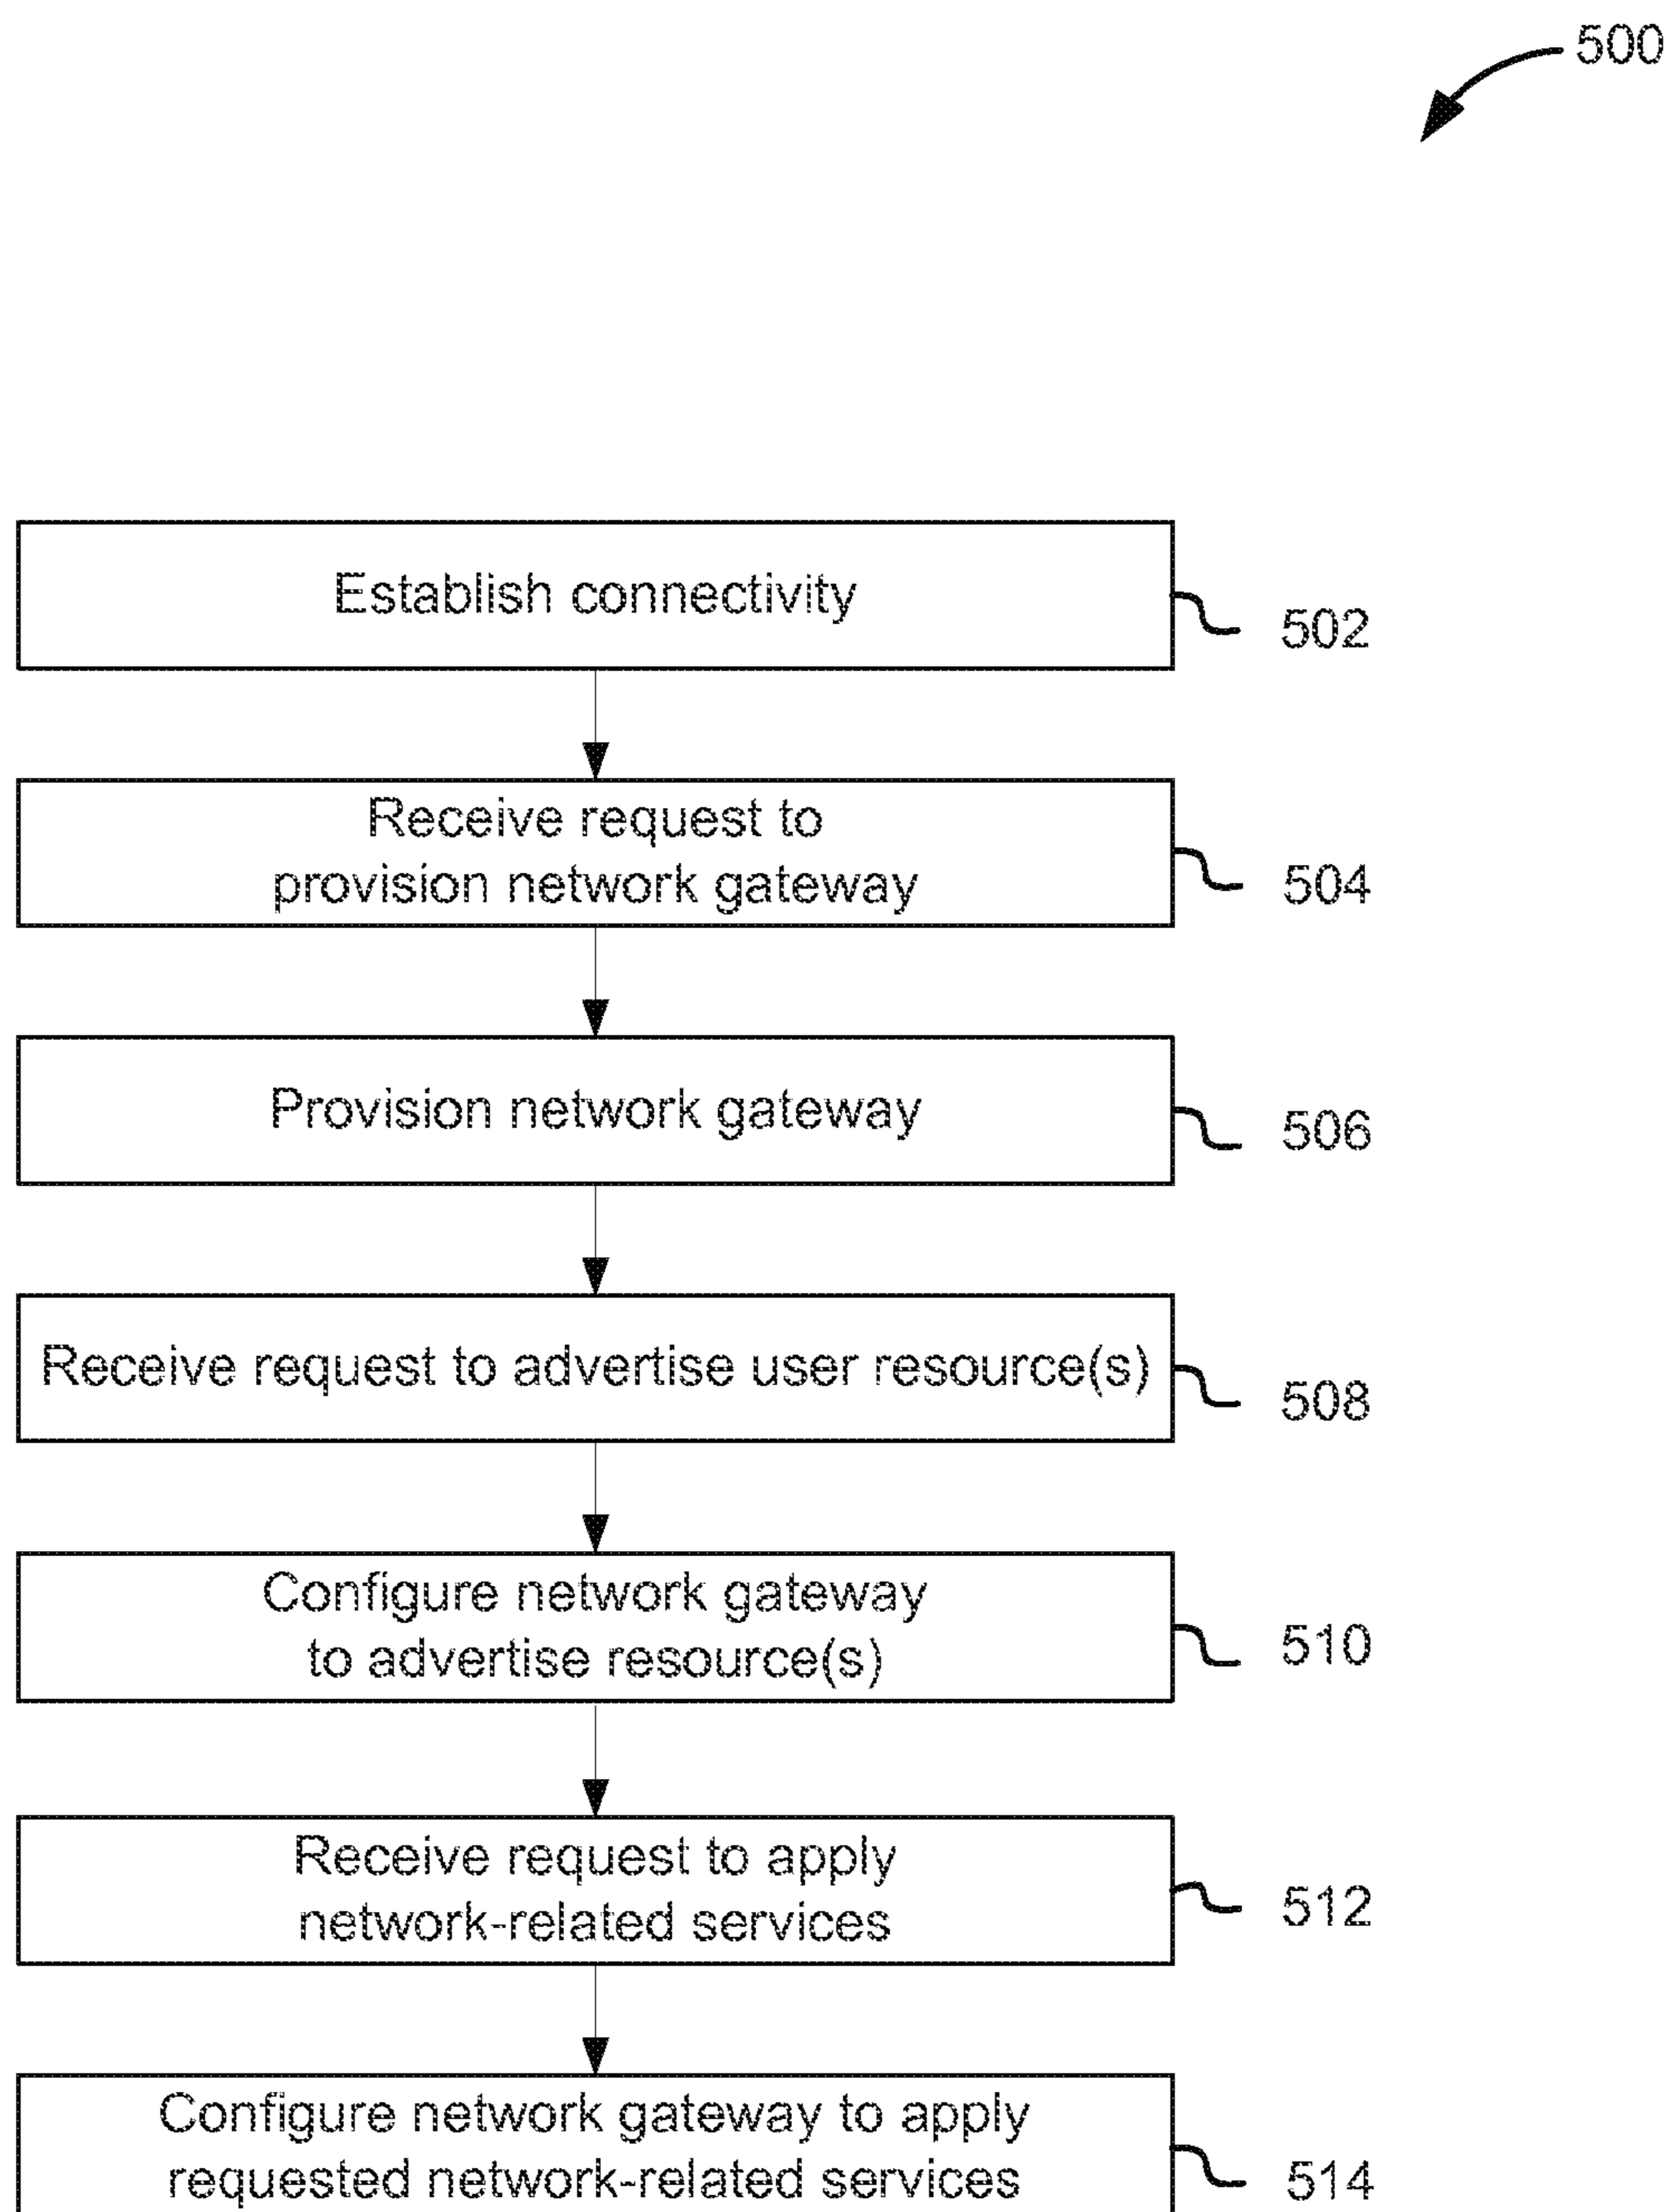 500
Establish connectivity
502
Receive request to
provision network gateway
504
Provision network gateway
506
Receive request to advertise user resource(s)
508
Configure network gateway
to advertise resource(s)
510
Receive request to apply
network-related services
512
Configure network gateway to apply
requested network-related services
514